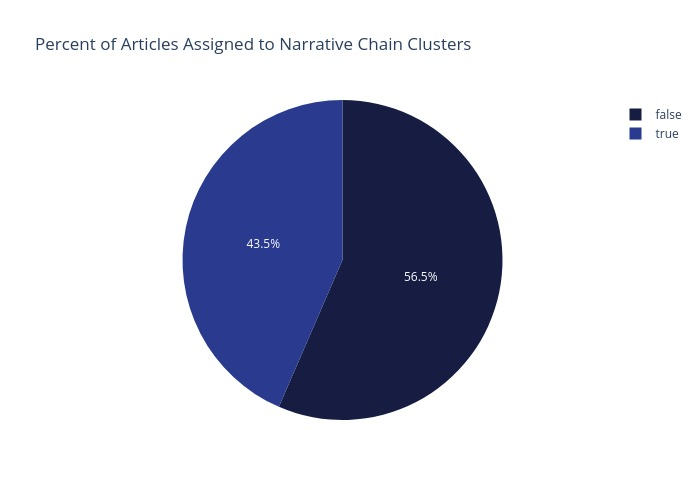 Percent of Articles Assigned to Narrative Chain Clusters
false
true
43.5%
56.5%